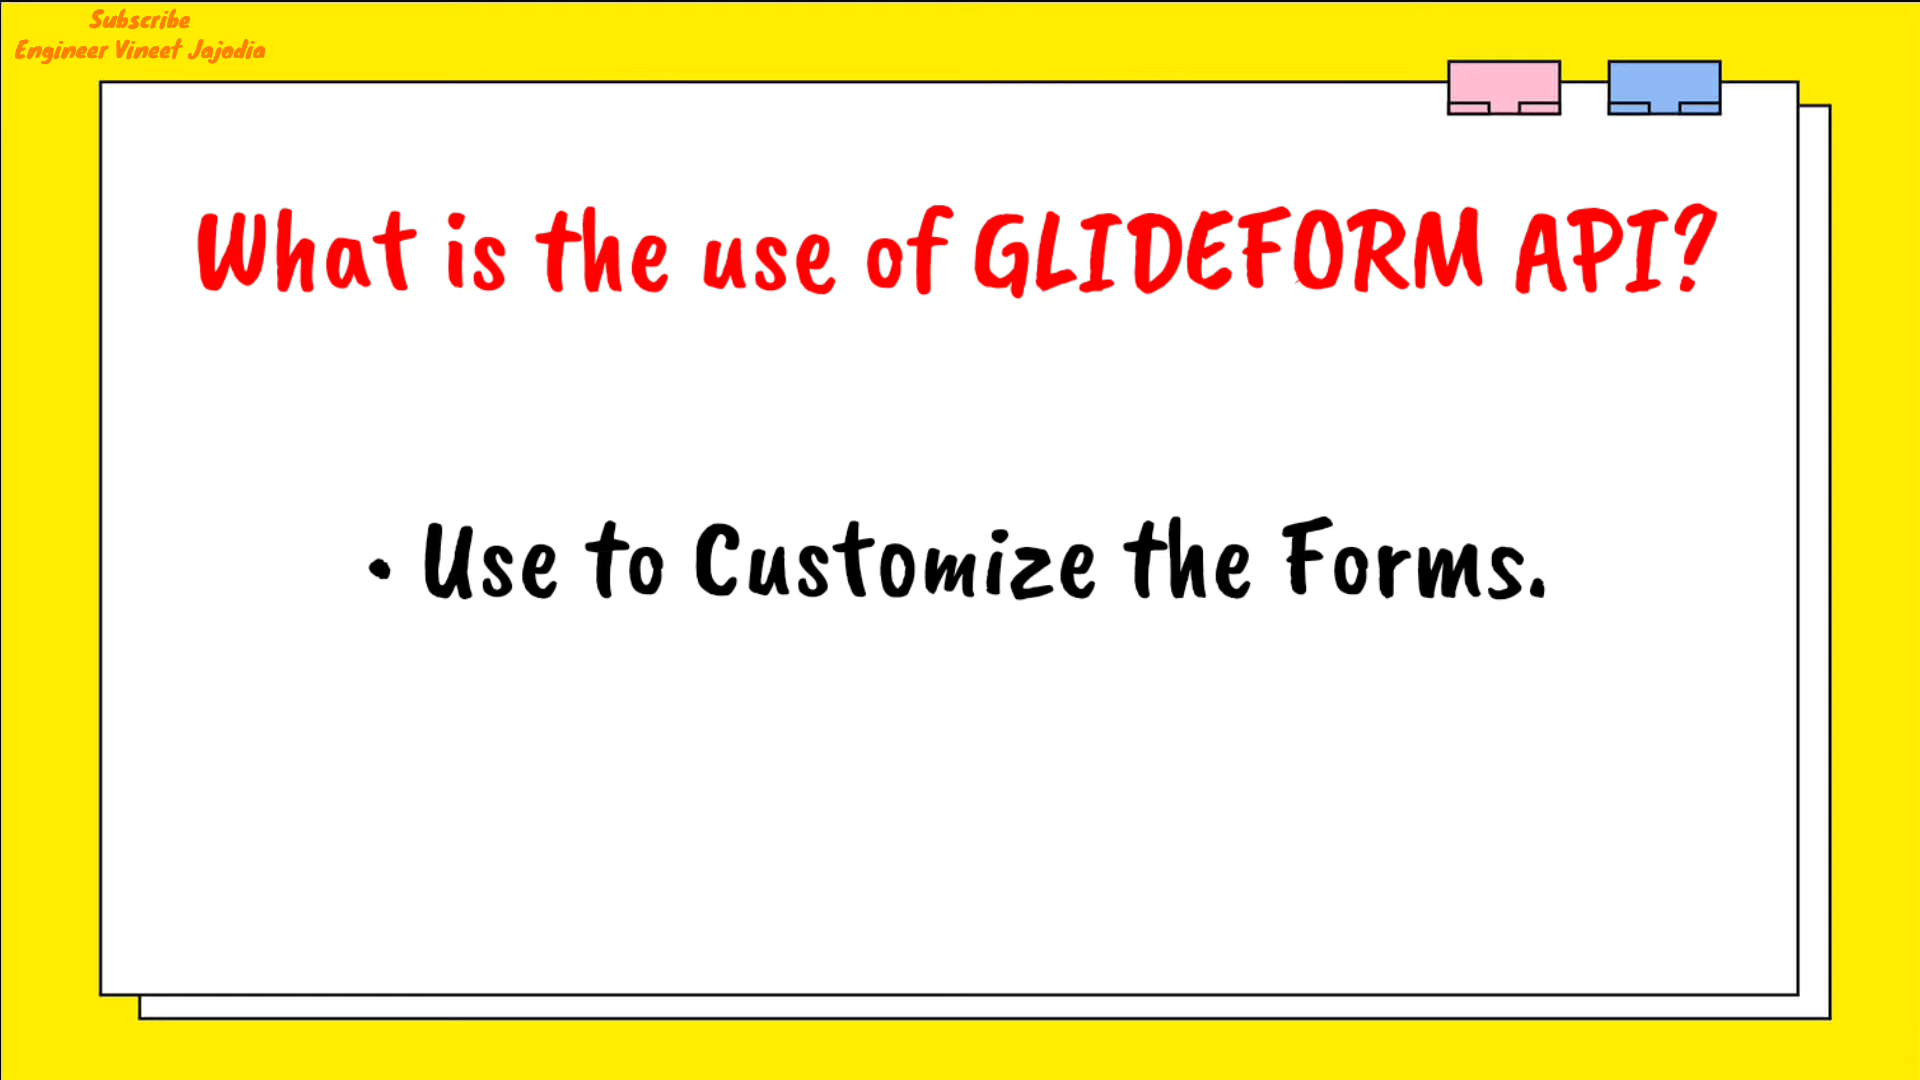 Subscribe
Engineer Vineet Jajodia
What is the use of GLIDEFORM API?
• Use to Customize the Forms.